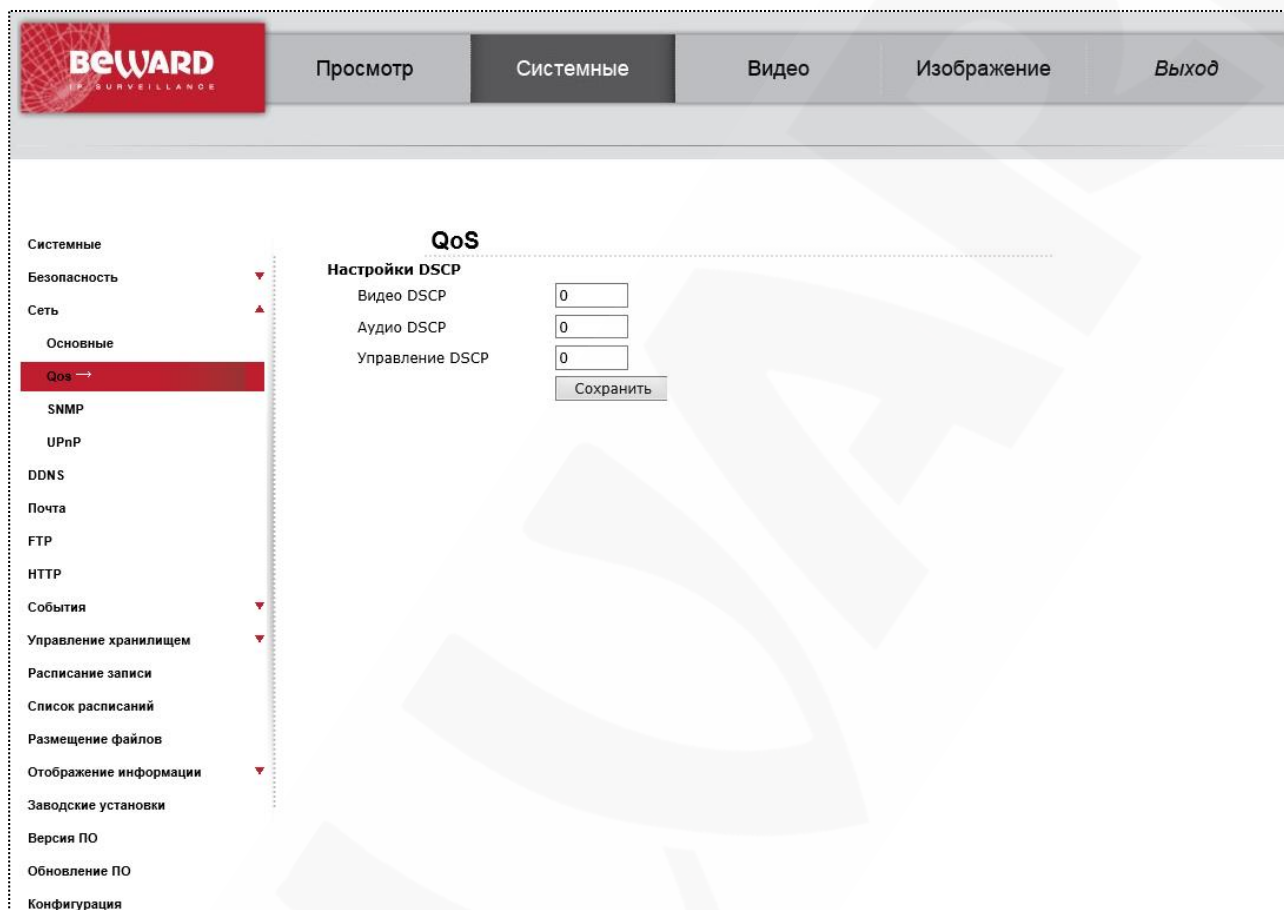 BEWARD
IP SURVEILLANCE
Просмотр
Системные
Видео
Изображение
Выход
Системные
Безопасность
Сеть
Основные
Qos →
SNMP
UPnP
DDNS
Почта
FTP
HTTP
События
Управление хранилищем
Расписание записи
Список расписаний
Размещение файлов
Отображение информации
Заводские установки
Версия ПО
Обновление ПО
Конфигурация
QoS
Настройки DSCP
Видео DSCP 0
Аудио DSCP 0
Управление DSCP 0
Сохранить